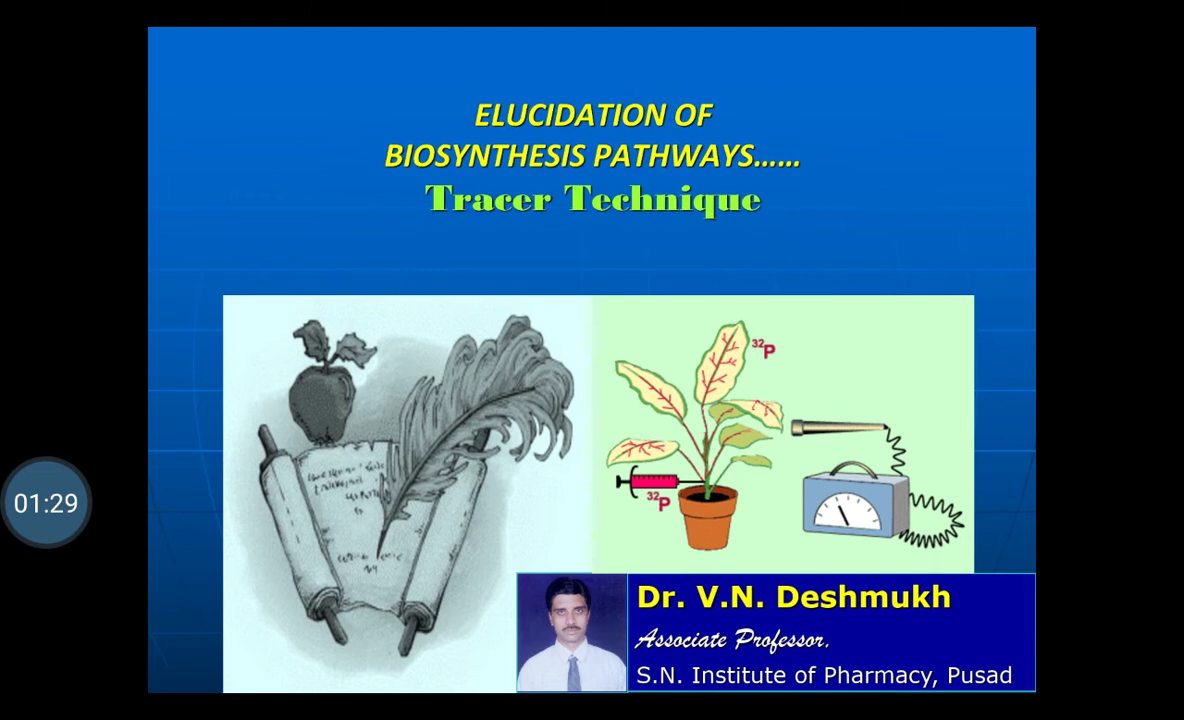 ELUCIDATION OF
BIOSYNTHESIS PATHWAYS......
Tracer Technique
32P
32P
01:29
Dr. V.N. Deshmukh
Associate Professor,
S.N. Institute of Pharmacy, Pusad